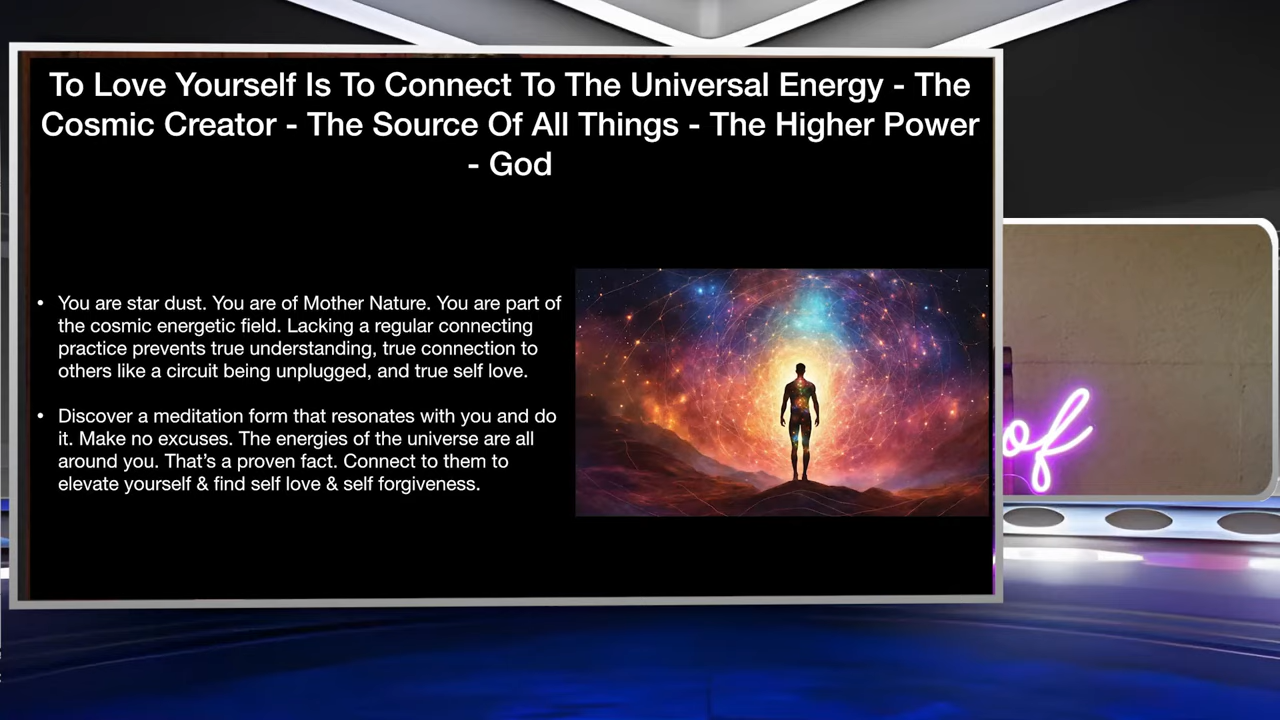 To Love Yourself Is To Connect To The Universal Energy - The
Cosmic Creator - The Source Of All Things - The Higher Power
- God
• You are star dust. You are of Mother Nature. You are part of
the cosmic energetic field. Lacking a regular connecting
practice prevents true understanding, true connection to
others like a circuit being unplugged, and true self love.
• Discover a meditation form that resonates with you and do
it. Make no excuses. The energies of the universe are all
around you. That’s a proven fact. Connect to them to
elevate yourself & find self love & self forgiveness.
of